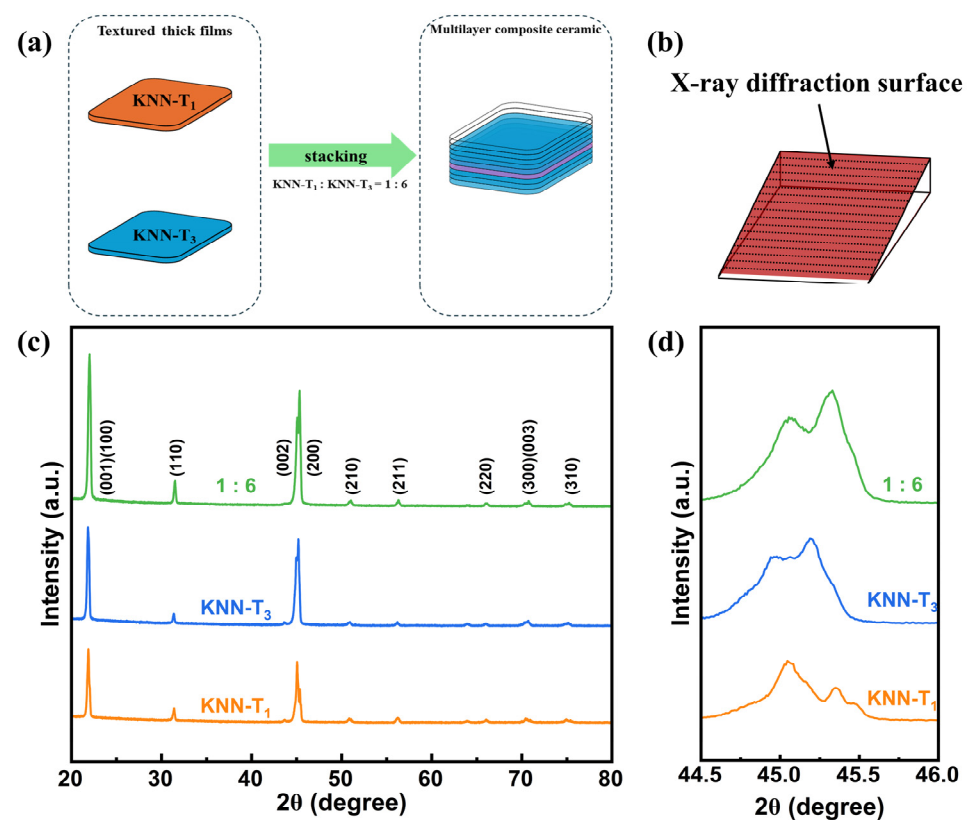 (a)
Textured thick films
KNN-T₁
KNN-T₃
stacking
KNN-T₁ : KNN-T₃ = 1 : 6
Multilayer composite ceramic
(b)
X-ray diffraction surface
(c)
Intensity (a.u.)
(001)(100)
(110)
(002)
(200)
(210)
(211)
(220)
(300)(003)
(310)
1 : 6
KNN-T₃
KNN-T₁
20 30 40 50 60 70 80
2θ (degree)
(d)
Intensity (a.u.)
1 : 6
KNN-T₃
KNN-T₁
44.5 45.0 45.5 46.0
2θ (degree)